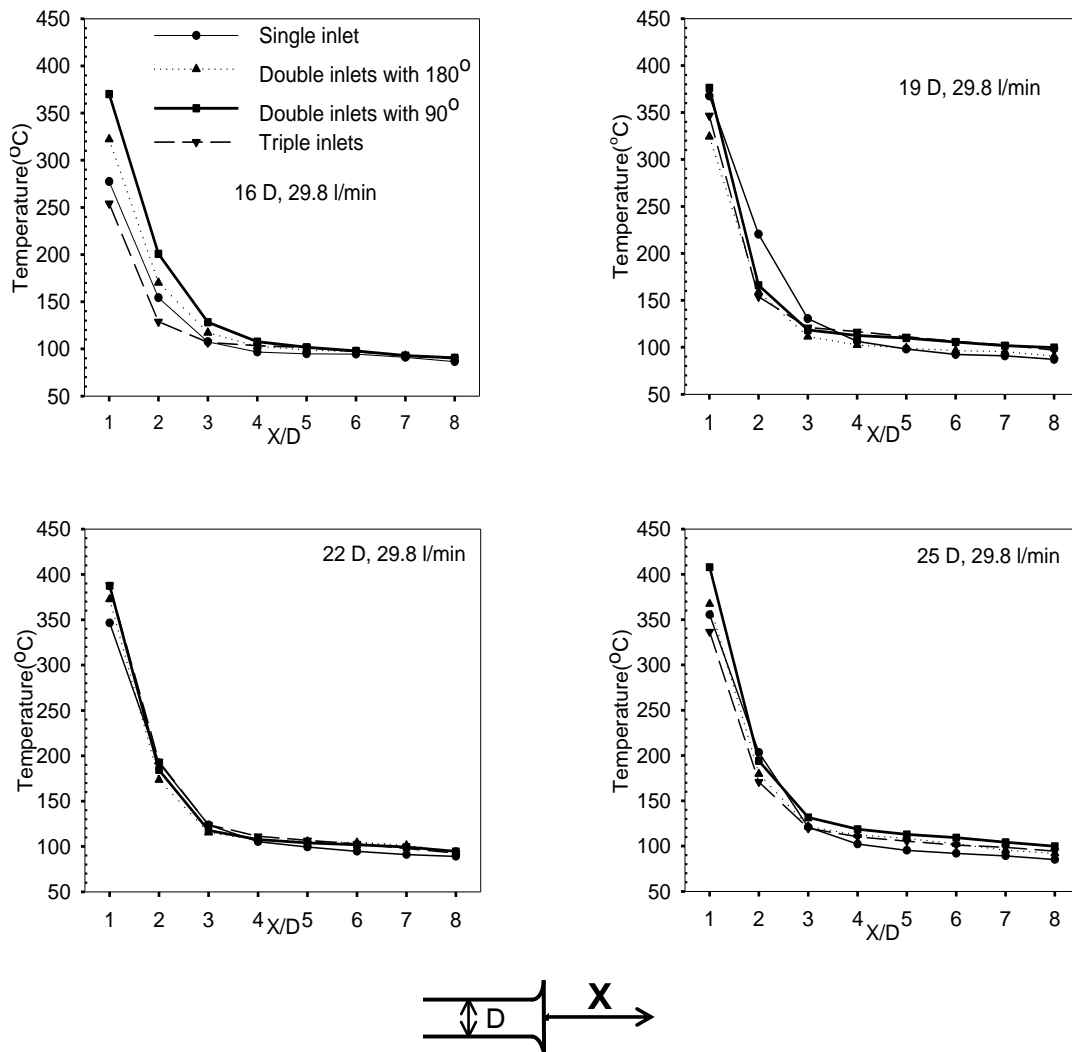 450
400
350
300
250
200
150
100
50
Temperature(°C)
Single inlet
Double inlets with 180°
Double inlets with 90°
Triple inlets
16 D, 29.8 l/min
1 2 3 4 5 6 7 8
X/D
450
400
350
300
250
200
150
100
50
Temperature(°C)
19 D, 29.8 l/min
1 2 3 4 5 6 7 8
X/D
450
400
350
300
250
200
150
100
50
Temperature(°C)
22 D, 29.8 l/min
1 2 3 4 5 6 7 8
X/D
450
400
350
300
250
200
150
100
50
Temperature(°C)
25 D, 29.8 l/min
1 2 3 4 5 6 7 8
X/D
D
X